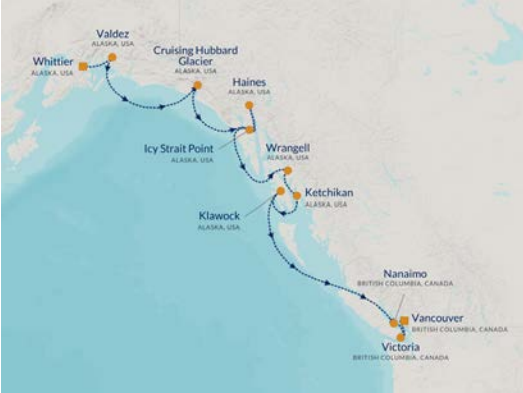 Valdez
ALASKA, USA
Whittier
ALASKA, USA
Cruising Hubbard
Glacier
ALASKA, USA
Haines
ALASKA, USA
Icy Strait Point
ALASKA, USA
Wrangell
ALASKA, USA
Ketchikan
ALASKA, USA
Klawock
ALASKA, USA
Nanaimo
BRITISH COLUMBIA, CANADA
Vancouver
BRITISH COLUMBIA, CANADA
Victoria
BRITISH COLUMBIA, CANADA